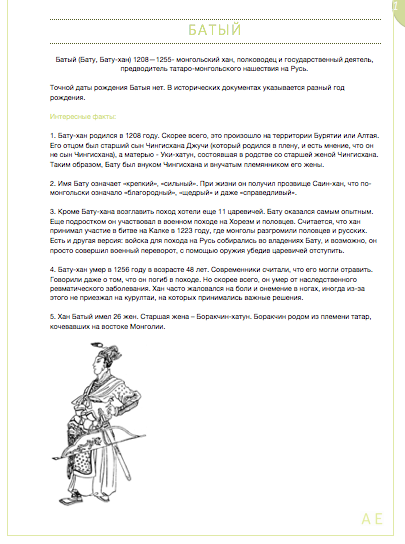 БАТЫЙ
Батый (Бату, Бату-хан) 1208—1255- монгольский хан, полководец и государственный деятель,
предводитель татаро-монгольского нашествия на Русь.
Точной даты рождения Батыя нет. В исторических документах указывается разный год
рождения.
Интересные факты:
1. Бату-хан родился в 1208 году. Скорее всего, это произошло на территории Бурятии или Алтая.
Его отцом был старший сын Чингисхана Джучи (который родился в плену, и есть мнение, что он
не сын Чингисхана), а матерью - Уки-хатун, состоявшая в родстве со старшей женой Чингисхана.
Таким образом, Бату был внуком Чингисхана и внучатым племянником его жены.
2. Имя Бату означает «крепкий», «сильный». При жизни он получил прозвище Саин-хан, что по-
монгольски означало «благородный», «щедрый» и даже «справедливый».
3. Кроме Бату-хана возглавить поход хотели еще 11 царевичей. Бату оказался самым опытным.
Еще подростком он участвовал в военном походе на Хорезм и половцев. Считается, что хан
принимал участие в битве на Калке в 1223 году, где монголы разгромили половцев и русских.
Есть и другая версия: войска для похода на Русь собирались во владениях Бату, и возможно, он
просто совершил военный переворот, с помощью оружия убедив царевичей отступить.
4. Бату-хан умер в 1256 году в возрасте 48 лет. Современники считали, что его могли отравить.
Говорили даже о том, что он погиб в походе. Но скорее всего, он умер от наследственного
ревматического заболевания. Хан часто жаловался на боли и онемение в ногах, иногда из-за
этого не приезжал на курултаи, на которых принимались важные решения.
5. Хан Батый имел 26 жен. Старшая жена – Боракчин-хатун. Боракчин родом из племени татар,
кочевавших на востоке Монголии.
АЕ